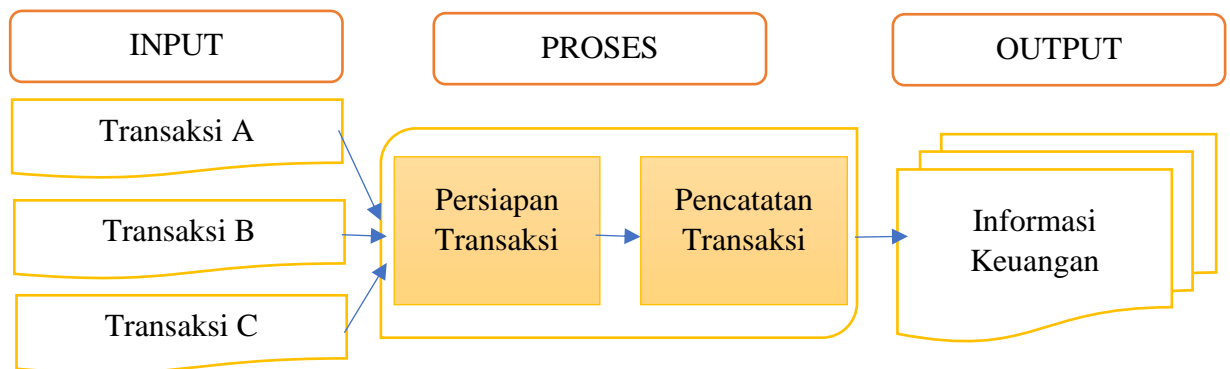 INPUT
PROSES
OUTPUT
Transaksi A
Transaksi B
Transaksi C
Persiapan
Transaksi
Pencatatan
Transaksi
Informasi
Keuangan